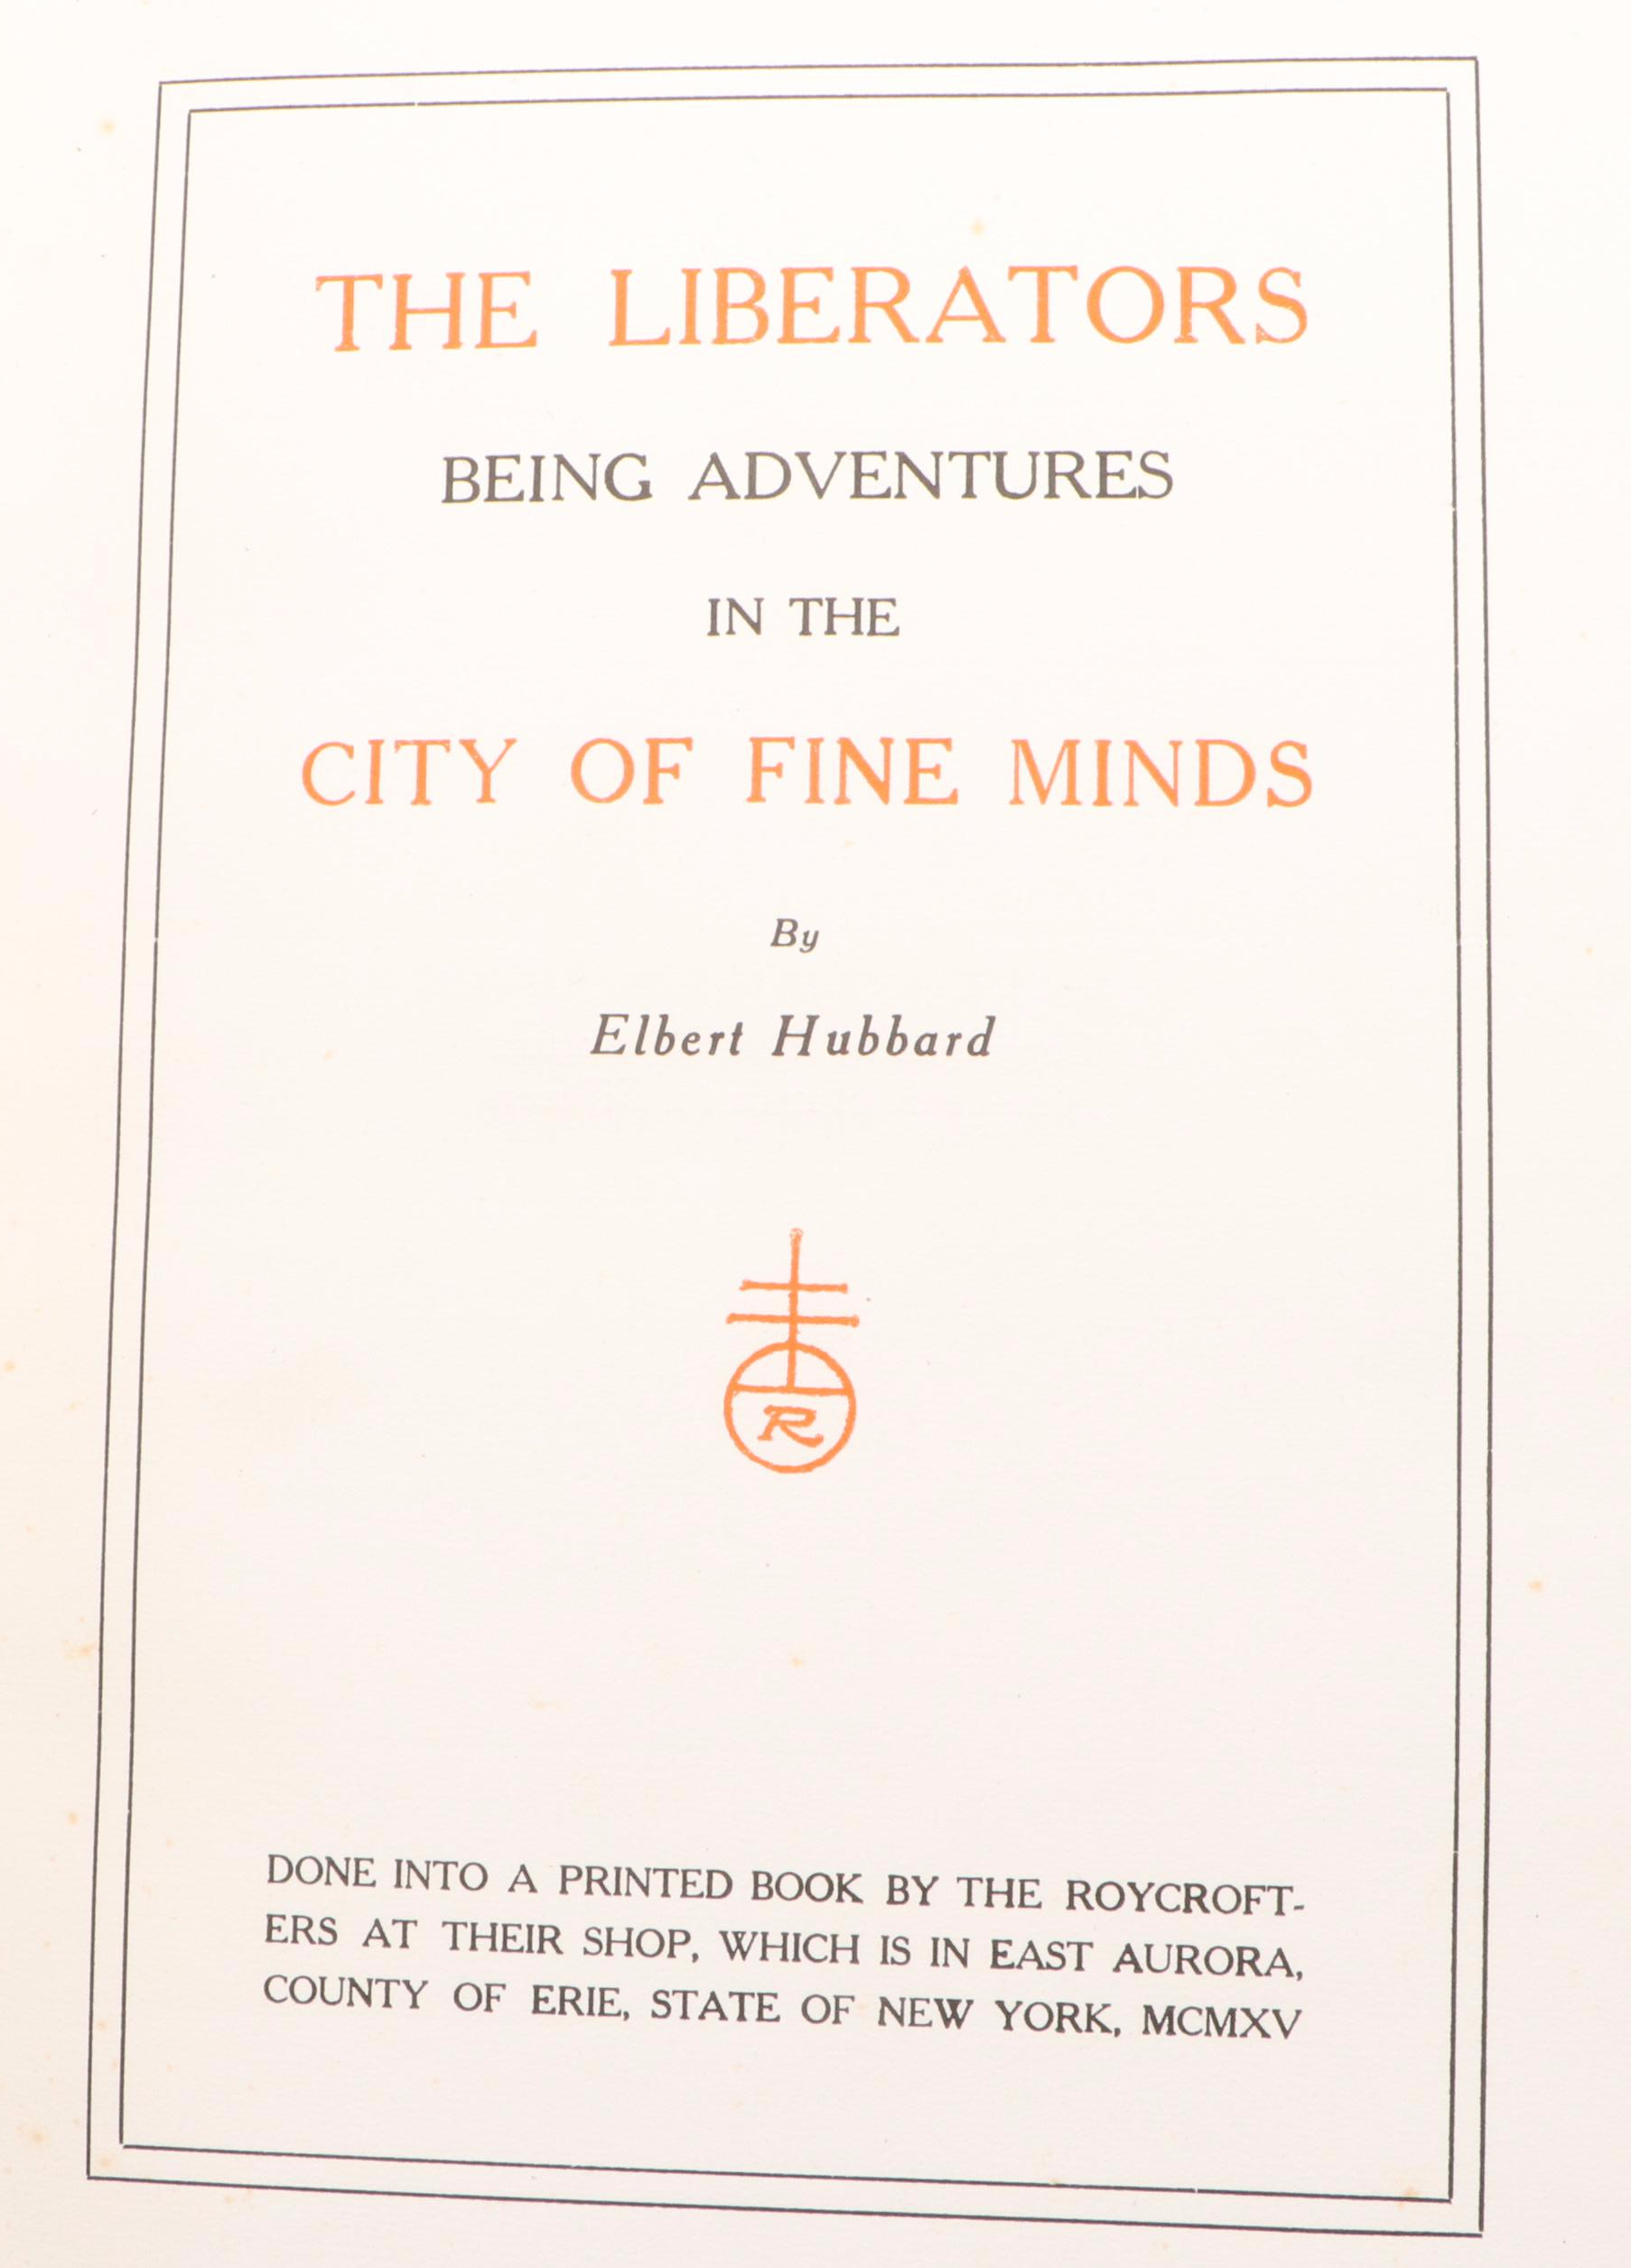 THE LIBERATORS
BEING ADVENTURES
IN THE
CITY OF FINE MINDS
By
Elbert Hubbard
R
DONE INTO A PRINTED BOOK BY THE ROYCROFT-
ERS AT THEIR SHOP, WHICH IS IN EAST AURORA,
COUNTY OF ERIE, STATE OF NEW YORK, MCMXV